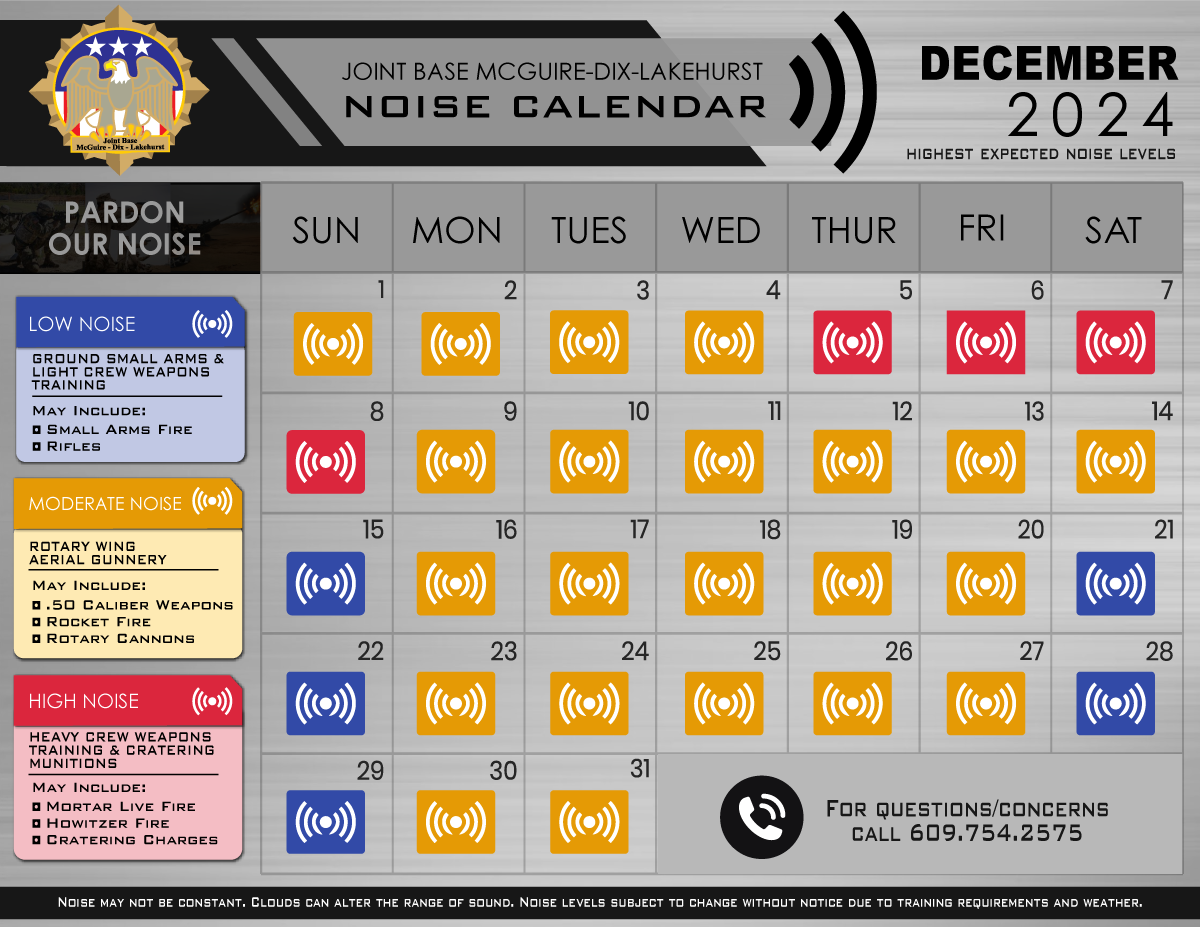 Joint Base
McGuire - Dix - Lakehurst
JOINT BASE MCGUIRE-DIX-LAKEHURST
NOISE CALENDAR
DECEMBER
2024
HIGHEST EXPECTED NOISE LEVELS
PARDON
OUR NOISE
SUN MON TUES WED THUR FRI SAT
1 2 3 4 5 6 7
8 9 10 11 12 13 14
15 16 17 18 19 20 21
22 23 24 25 26 27 28
29 30 31
LOW NOISE
GROUND SMALL ARMS &
LIGHT CREW WEAPONS
TRAINING
MAY INCLUDE:
SMALL ARMS FIRE
RIFLES
MODERATE NOISE
ROTARY WING
AERIAL GUNNERY
MAY INCLUDE:
.50 CALIBER WEAPONS
ROCKET FIRE
ROTARY CANNONS
HIGH NOISE
HEAVY CREW WEAPONS
TRAINING & CRATERING
MUNITIONS
MAY INCLUDE:
MORTAR LIVE FIRE
HOWITZER FIRE
CRATERING CHARGES
FOR QUESTIONS/CONCERNS
CALL 609.754.2575
NOISE MAY NOT BE CONSTANT. CLOUDS CAN ALTER THE RANGE OF SOUND. NOISE LEVELS SUBJECT TO CHANGE WITHOUT NOTICE DUE TO TRAINING REQUIREMENTS AND WEATHER.